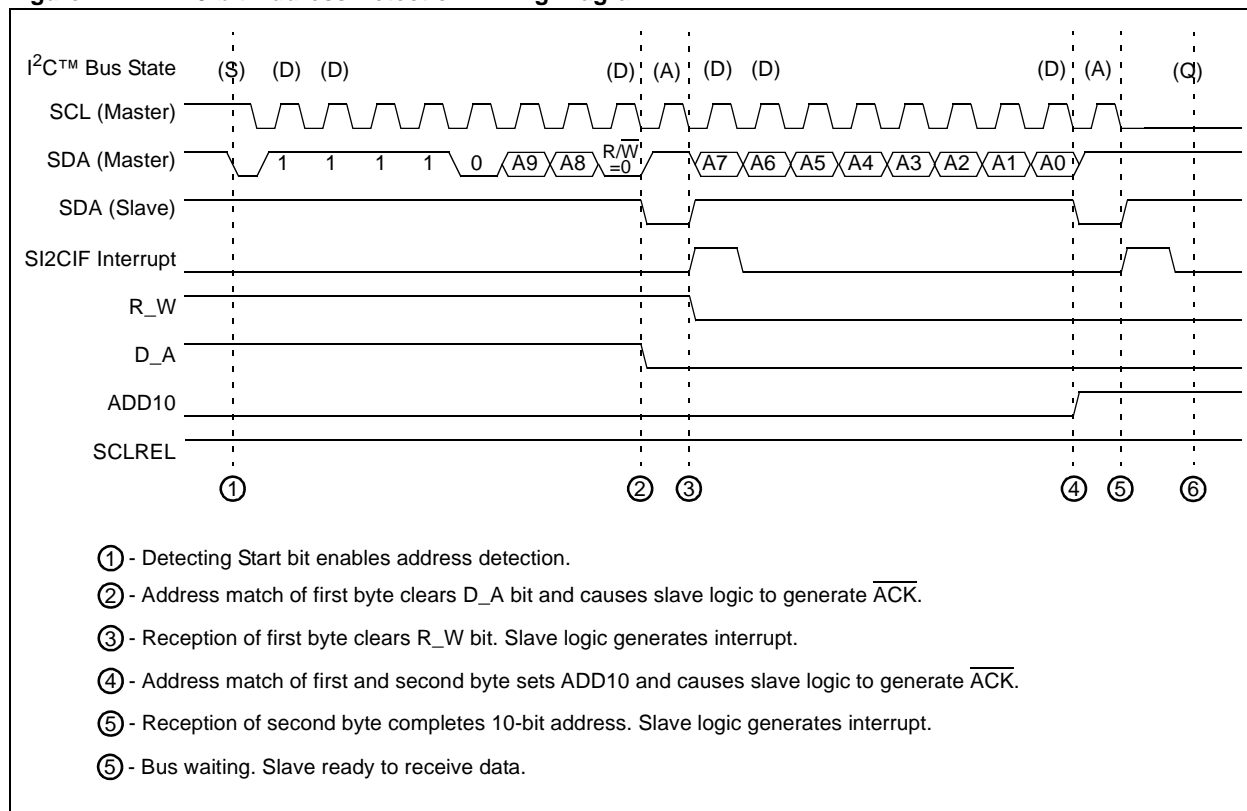 I²C™ Bus State (S) (D) (D) (D) (A) (D) (D) (D) (A) (Q)
SCL (Master)
SDA (Master) 1 1 1 1 0 A9 A8 R/W̅ =0 A7 A6 A5 A4 A3 A2 A1 A0
SDA (Slave)
SI2CIF Interrupt
R_W
D_A
ADD10
SCLREL
① ② ③ ④ ⑤ ⑥
① - Detecting Start bit enables address detection.
② - Address match of first byte clears D_A bit and causes slave logic to generate A̅C̅K̅.
③ - Reception of first byte clears R_W bit. Slave logic generates interrupt.
④ - Address match of first and second byte sets ADD10 and causes slave logic to generate A̅C̅K̅.
⑤ - Reception of second byte completes 10-bit address. Slave logic generates interrupt.
⑤ - Bus waiting. Slave ready to receive data.